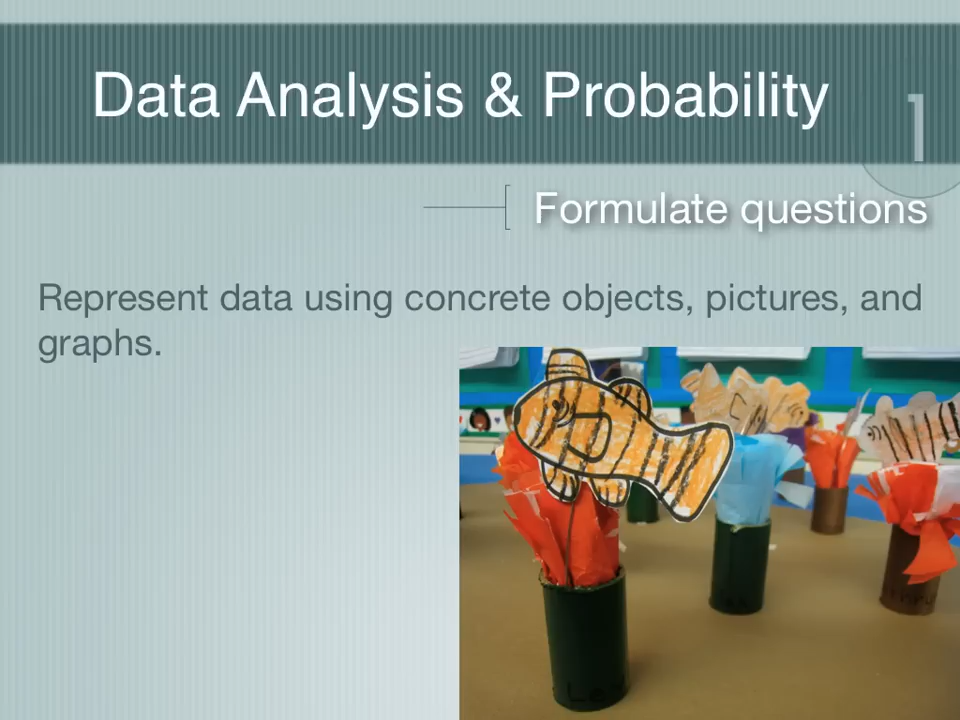 Data Analysis & Probability
1
Formulate questions
Represent data using concrete objects, pictures, and
graphs.